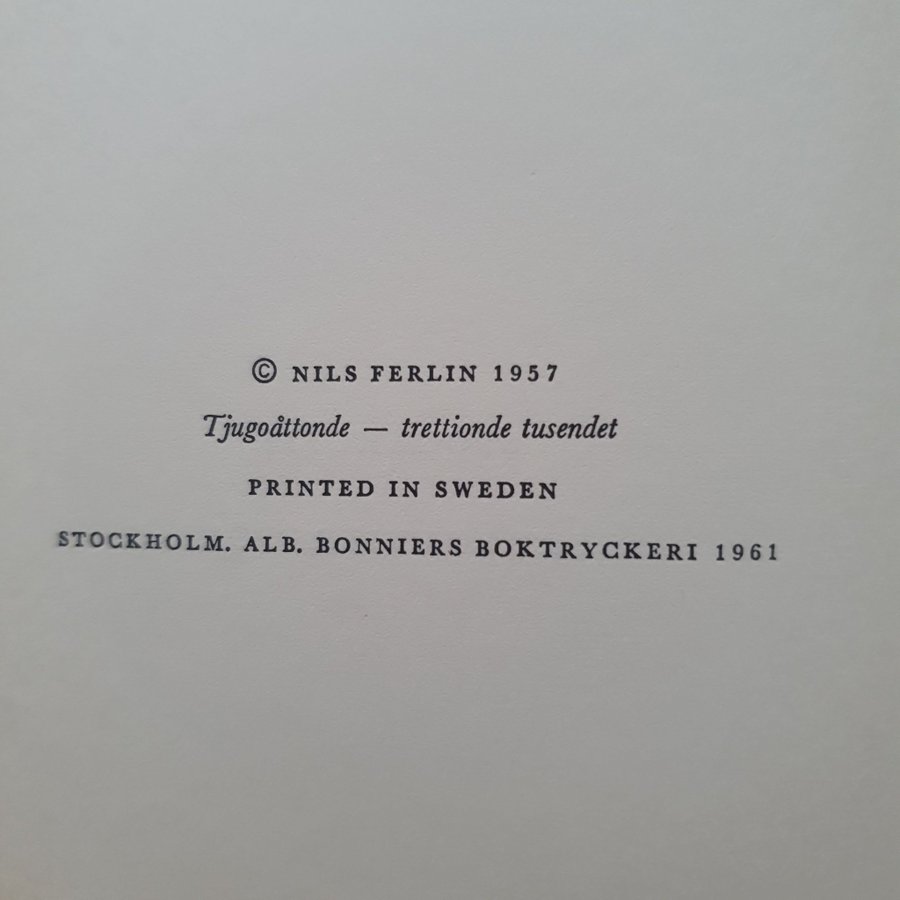 © NILS FERLIN 1957
Tjugoåttonde — trettionde tusendet
PRINTED IN SWEDEN
STOCKHOLM. ALB. BONNIERS BOKTRYCKERI 1961